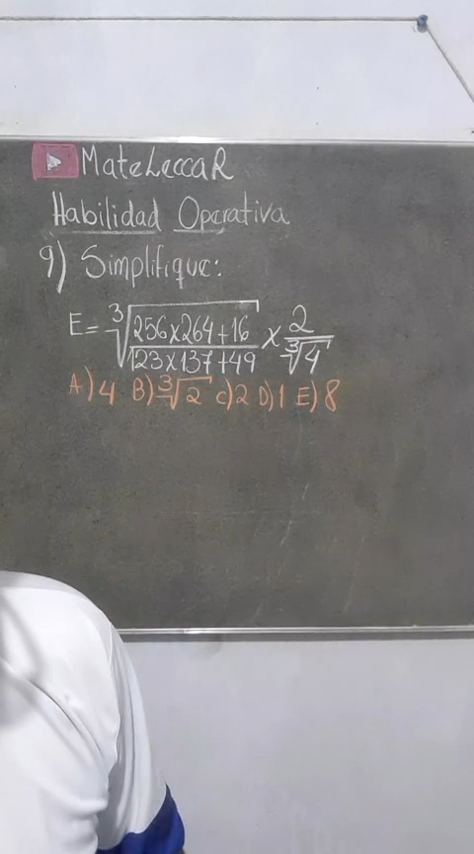 MateLeccaR
Habilidad Operativa
9) Simplifique:
E = ∛((256×264+16)/(123×137+49)) × 2/∛4
A) 4 B) ∛2 C) 2 D) 1 E) 8